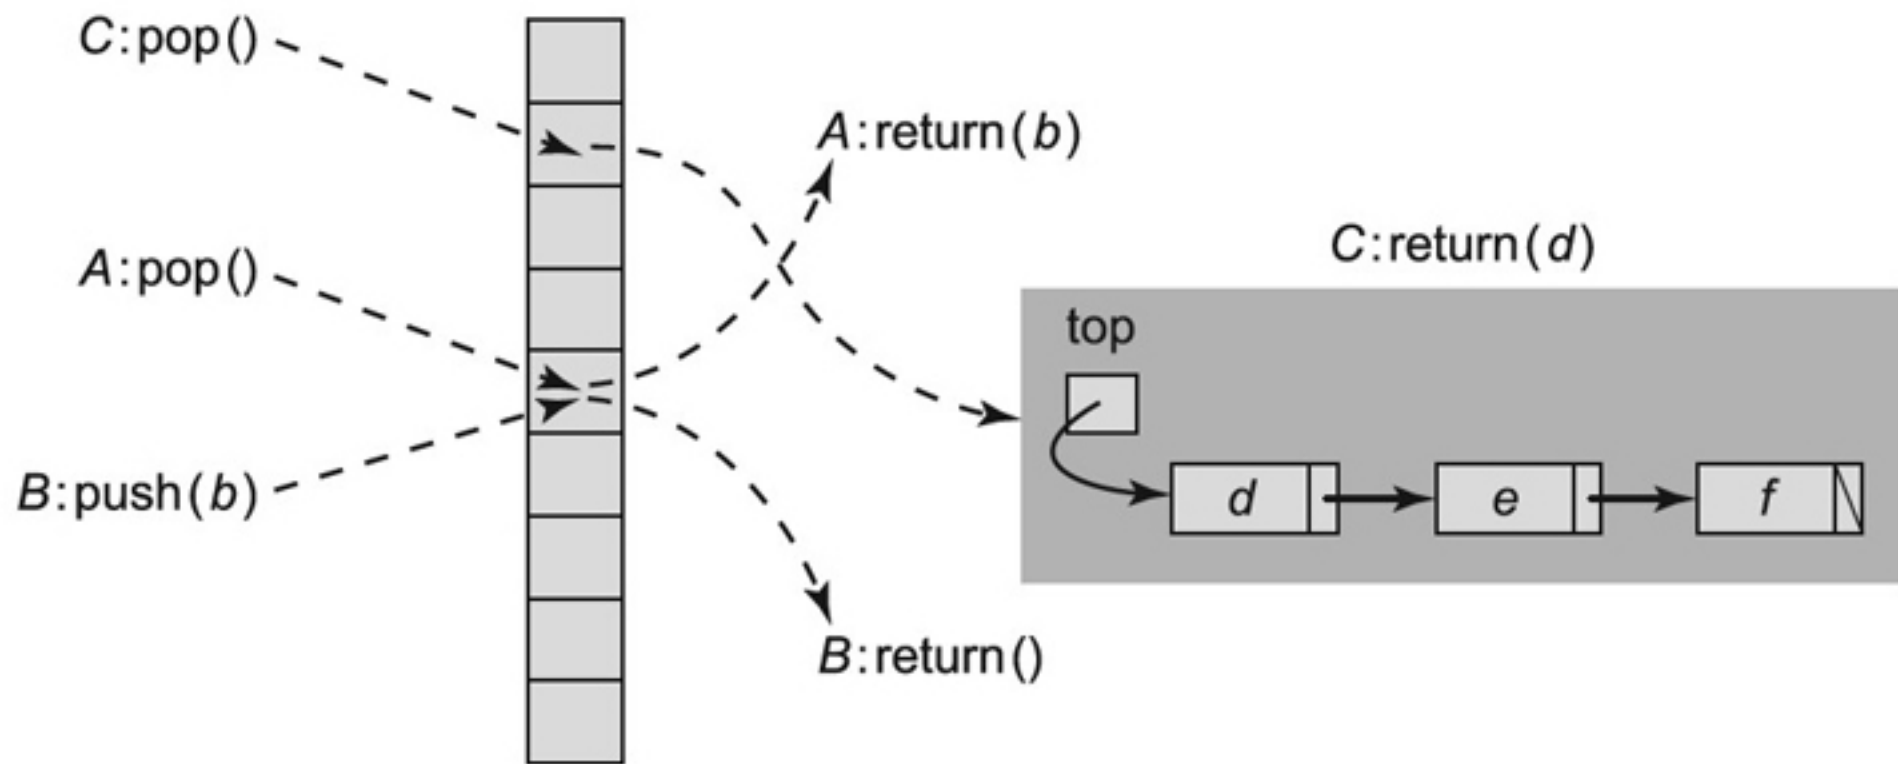 C:pop()
A:return(b)
C:return(d)
A:pop()
top
B:push(b)
d
e
f
B:return()